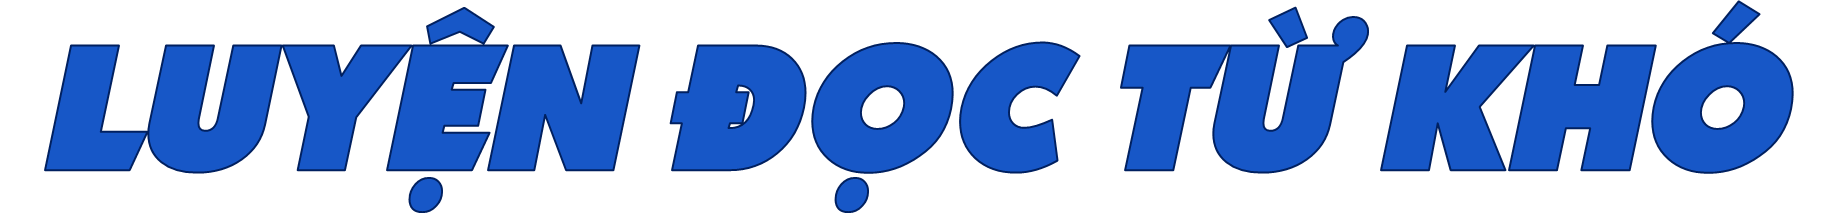 LUYỆN ĐỌC TỪ KHÓ